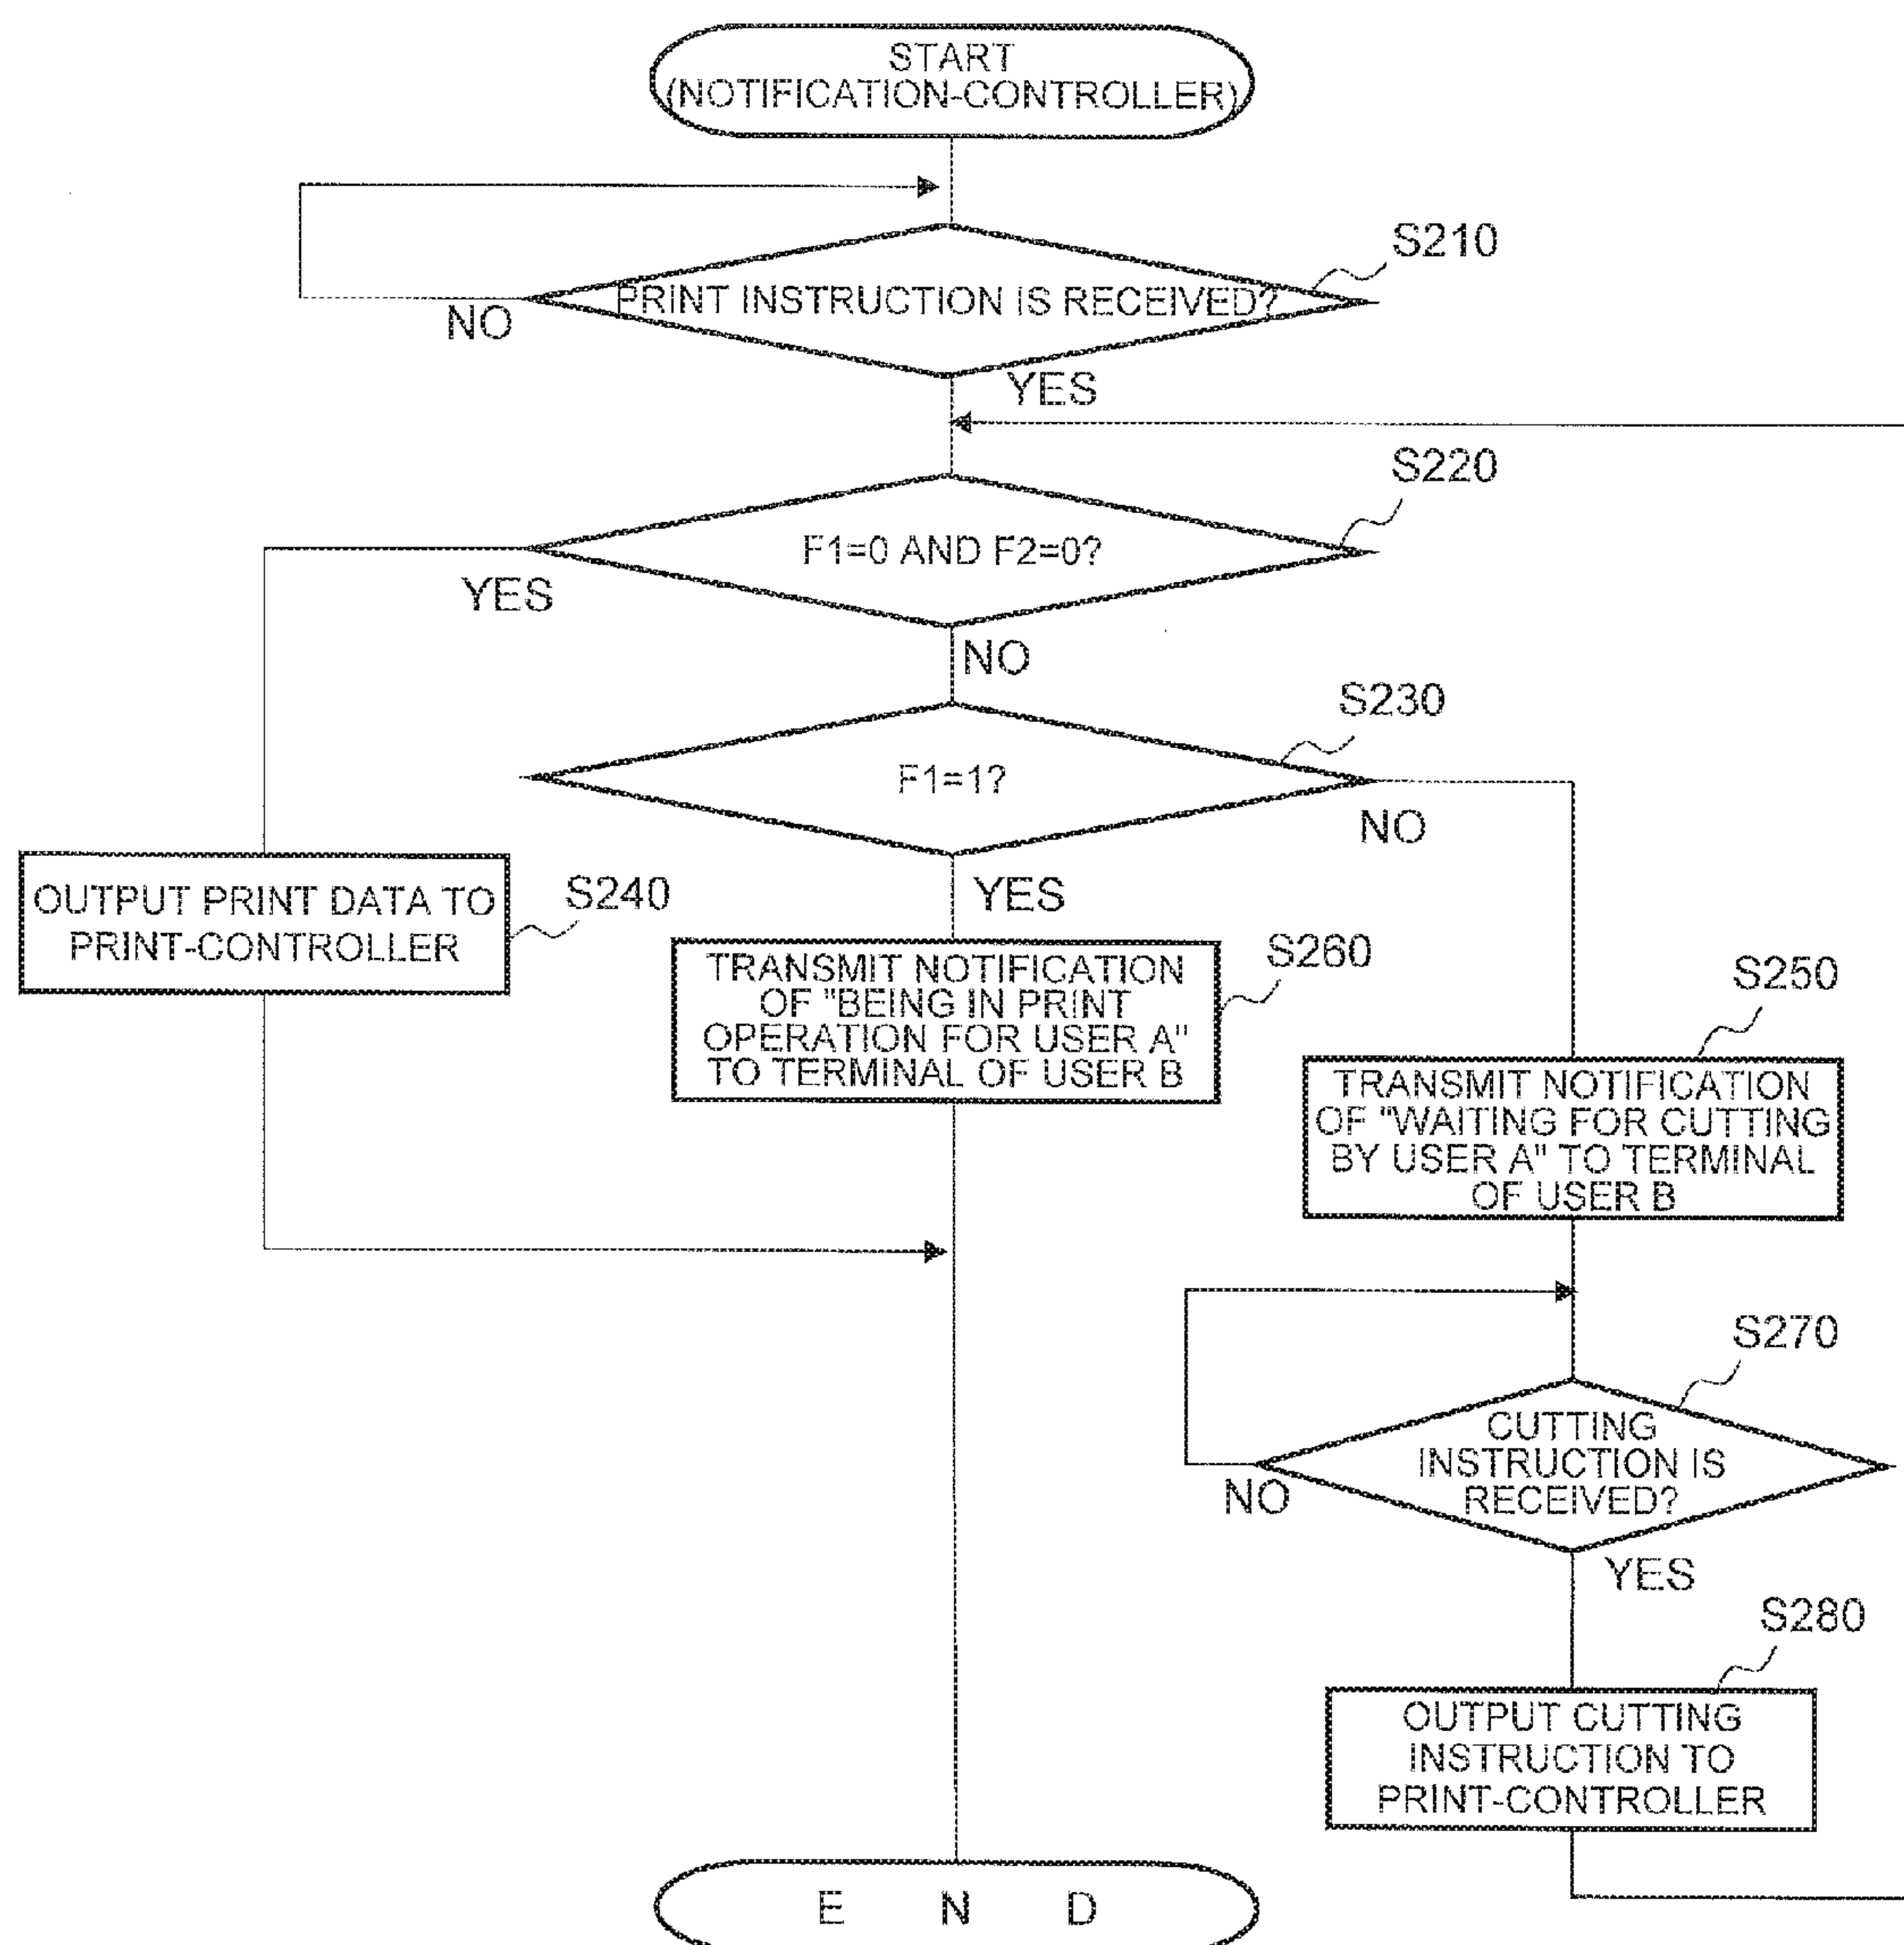 START
(NOTIFICATION-CONTROLLER)
S210
PRINT INSTRUCTION IS RECEIVED?
NO
YES
S220
F1=0 AND F2=0?
YES
NO
S230
F1=1?
NO
YES
OUTPUT PRINT DATA TO
PRINT-CONTROLLER
S240
TRANSMIT NOTIFICATION
OF "BEING IN PRINT
OPERATION FOR USER A"
TO TERMINAL OF USER B
S260
S250
TRANSMIT NOTIFICATION
OF "WAITING FOR CUTTING
BY USER A" TO TERMINAL
OF USER B
S270
CUTTING
INSTRUCTION IS
RECEIVED?
NO
YES
S280
OUTPUT CUTTING
INSTRUCTION TO
PRINT-CONTROLLER
E N D